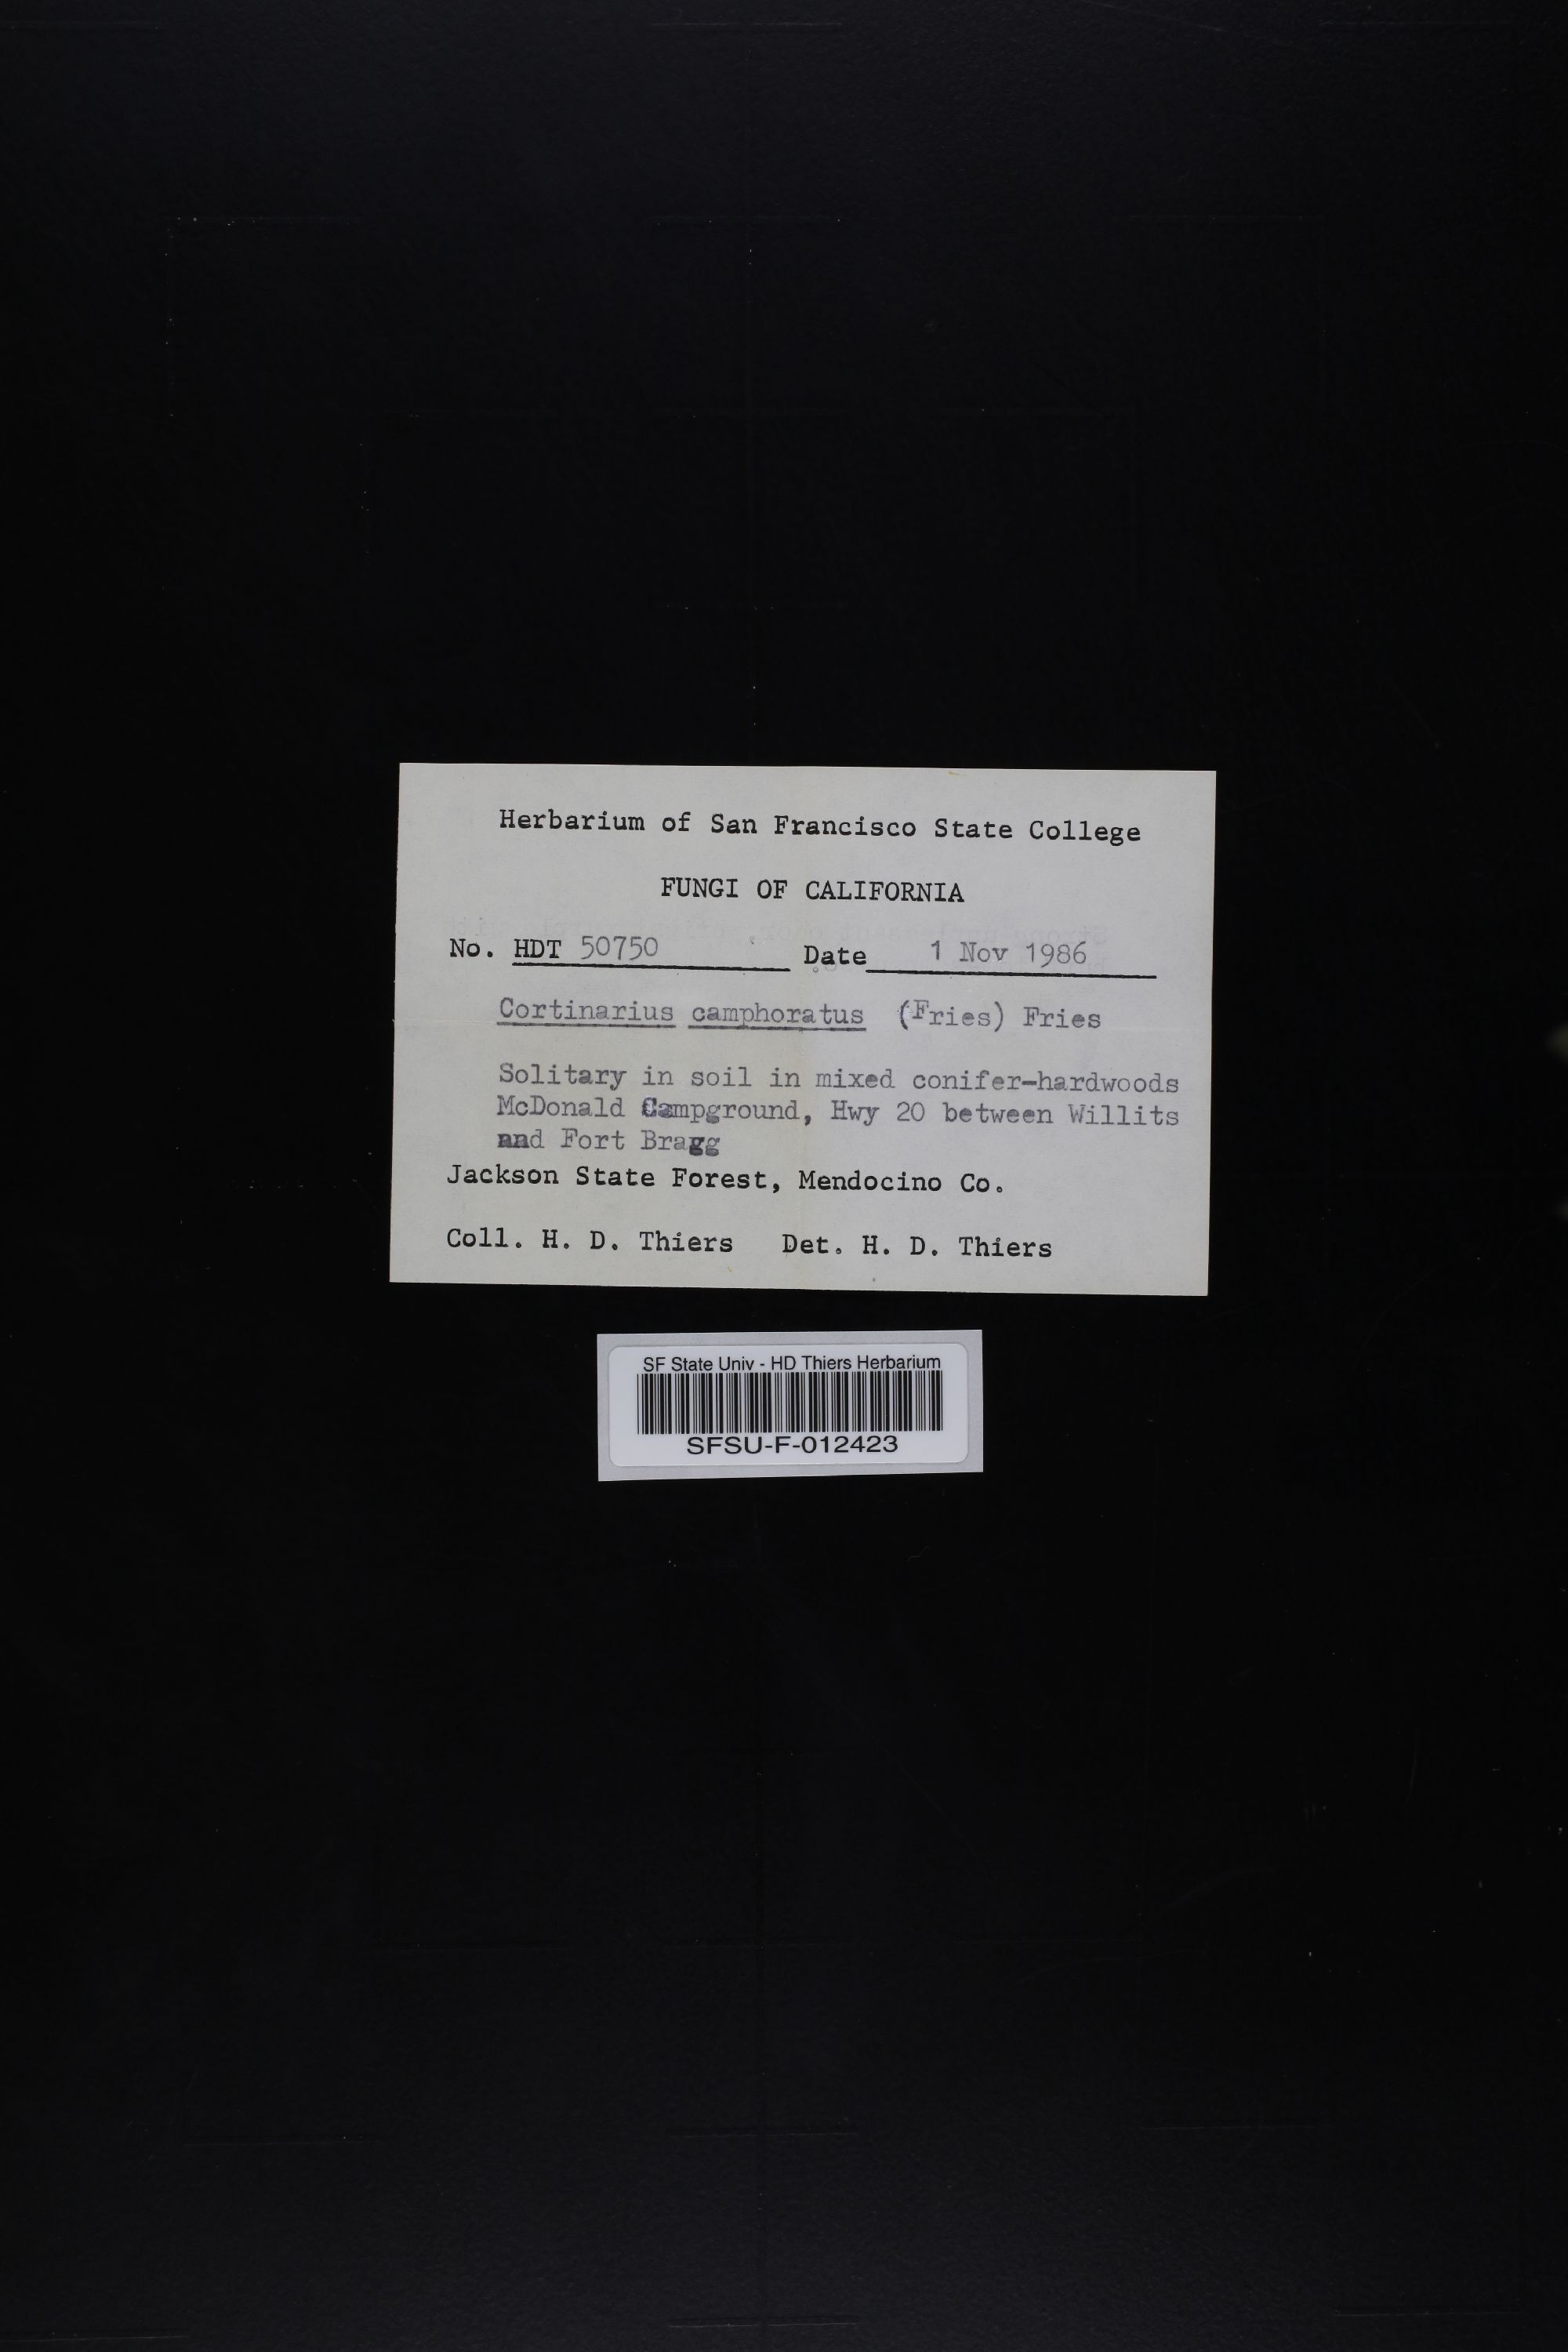 Herbarium of San Francisco State College
FUNGI OF CALIFORNIA
No. HDT 50750 Date 1 Nov 1986
Cortinarius camphoratus (Fries) Fries
Solitary in soil in mixed conifer-hardwoods
McDonald Campground, Hwy 20 between Willits
and Fort Bragg
Jackson State Forest, Mendocino Co.
Coll. H. D. Thiers Det. H. D. Thiers
SF State Univ - HD Thiers Herbarium
SFSU-F-012423